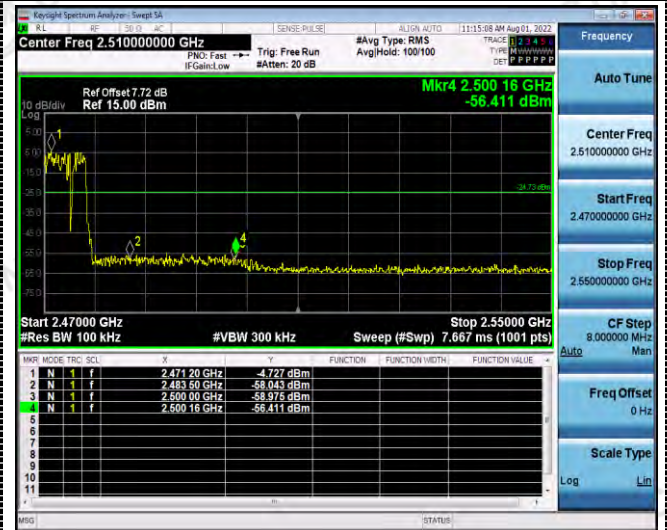 Keysight Spectrum Analyzer - Swept SA
RL RF 50 Ω AC SENSE:PULSE ALIGN AUTO 11:15:08 AM Aug 01, 2022
Center Freq 2.510000000 GHz
PNO: Fast
IFGain:Low
Trig: Free Run
#Atten: 20 dB
#Avg Type: RMS
Avg|Hold: 100/100
TRACE 1 2 3 4 5 6
TYPE M
DET P P P P P P
Ref Offset 7.72 dB
Ref 15.00 dBm
Mkr4 2.500 16 GHz
-56.411 dBm
10 dB/div
Log
5.00
-5.00
-15.0
-25.0
-35.0
-45.0
-55.0
-65.0
-75.0
1
2
4
-24.73 dBm
Start 2.47000 GHz
Stop 2.55000 GHz
#Res BW 100 kHz
#VBW 300 kHz
Sweep (#Swp) 7.667 ms (1001 pts)
MKR MODE TRC SCL X Y FUNCTION FUNCTION WIDTH FUNCTION VALUE
1 N 1 f 2.471 20 GHz -4.727 dBm
2 N 1 f 2.483 50 GHz -58.043 dBm
3 N 1 f 2.500 00 GHz -58.975 dBm
4 N 1 f 2.500 16 GHz -56.411 dBm
5
6
7
8
9
10
11
MSG
STATUS
Frequency
Auto Tune
Center Freq
2.510000000 GHz
Start Freq
2.470000000 GHz
Stop Freq
2.550000000 GHz
CF Step
8.000000 MHz
Auto Man
Freq Offset
0 Hz
Scale Type
Log Lin